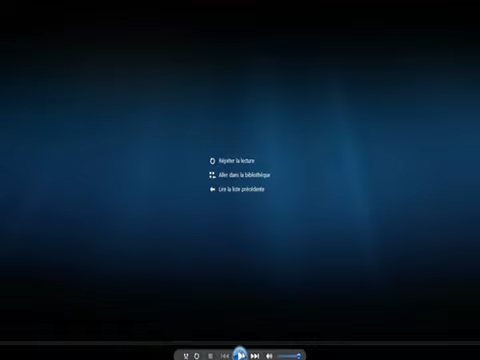 Répéter la lecture
Aller dans la bibliothèque
Lire la liste précédente